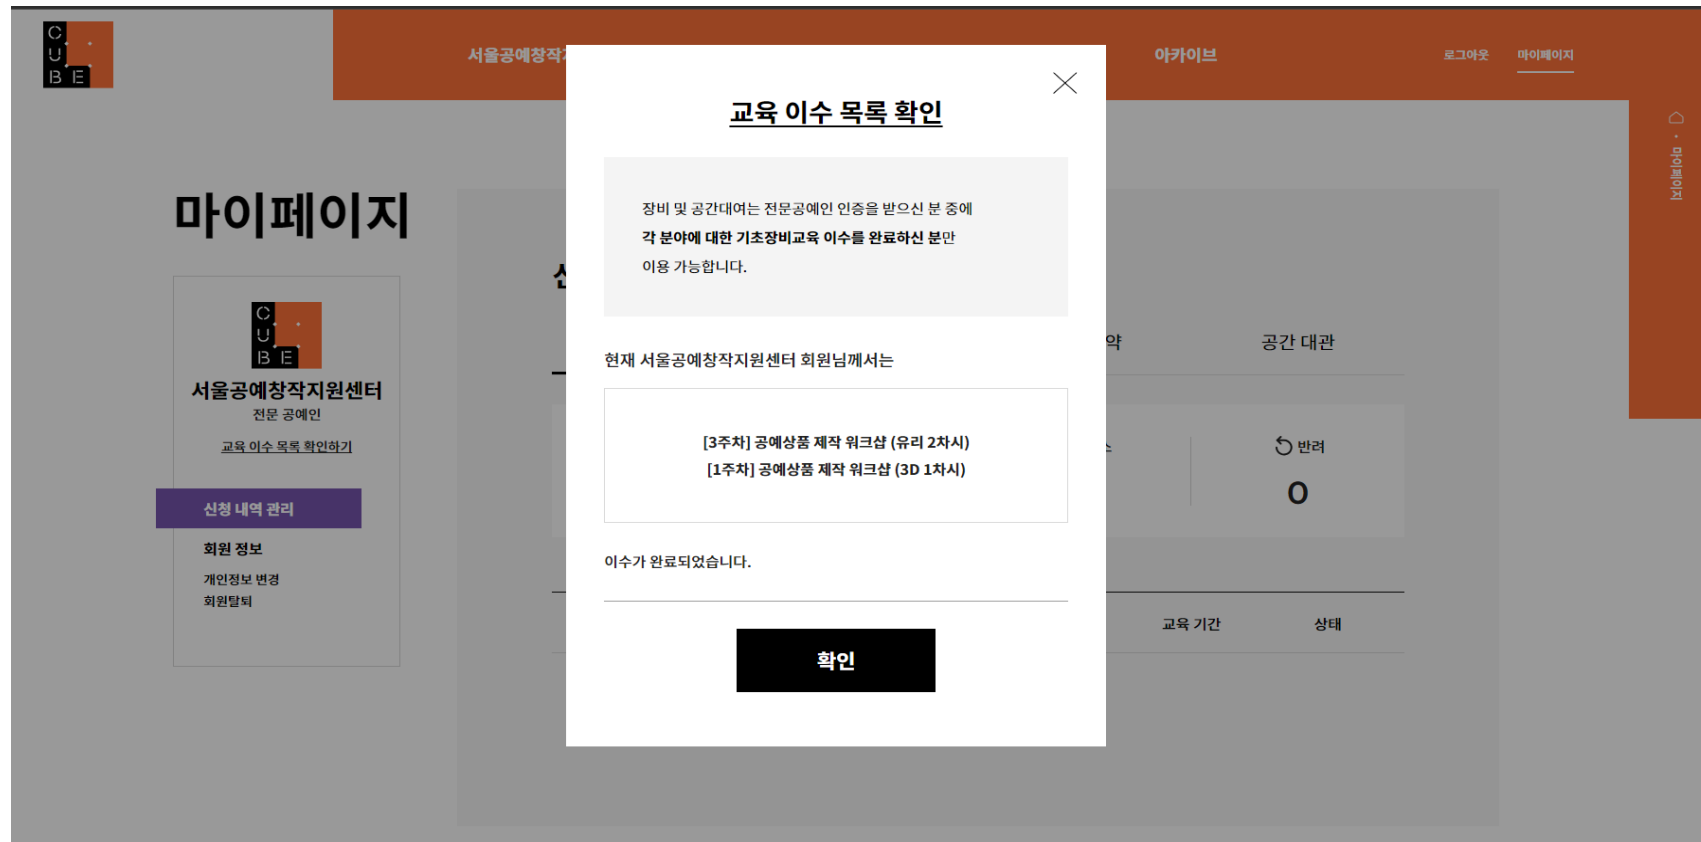 CUBE
서울공예창작
아카이브
로그아웃
마이페이지
마이페이지
마이페이지
CUBE
서울공예창작지원센터
전문 공예인
교육 이수 목록 확인하기
신청 내역 관리
회원 정보
개인정보 변경
회원탈퇴
교육 이수 목록 확인
장비 및 공간대여는 전문공예인 인증을 받으신 분 중에
각 분야에 대한 기초장비교육 이수를 완료하신 분만
이용 가능합니다.
현재 서울공예창작지원센터 회원님께서는
[3주차] 공예상품 제작 워크샵 (유리 2차시)
[1주차] 공예상품 제작 워크샵 (3D 1차시)
이수가 완료되었습니다.
확인
약
공간 대관
반려
0
교육 기간
상태